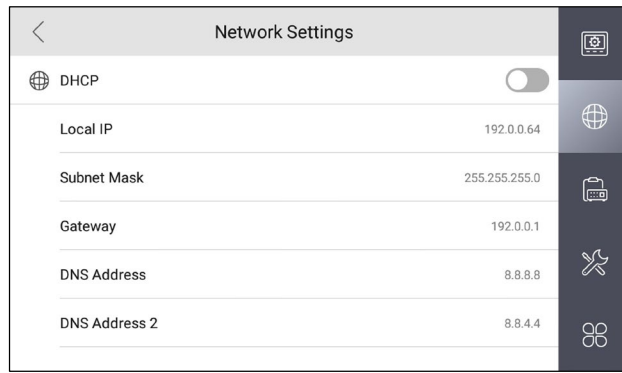 Network Settings
DHCP
Local IP 192.0.0.64
Subnet Mask 255.255.255.0
Gateway 192.0.0.1
DNS Address 8.8.8.8
DNS Address 2 8.8.4.4